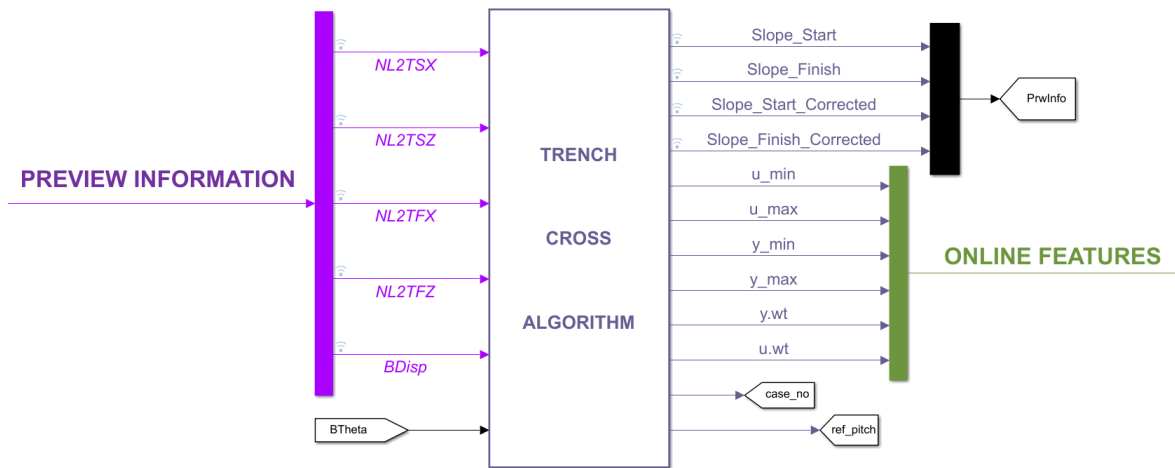 PREVIEW INFORMATION
NL2TSX
NL2TSZ
NL2TFX
NL2TFZ
BDisp
BTheta
TRENCH
CROSS
ALGORITHM
Slope_Start
Slope_Finish
Slope_Start_Corrected
Slope_Finish_Corrected
u_min
u_max
y_min
y_max
y.wt
u.wt
case_no
ref_pitch
PrwInfo
ONLINE FEATURES